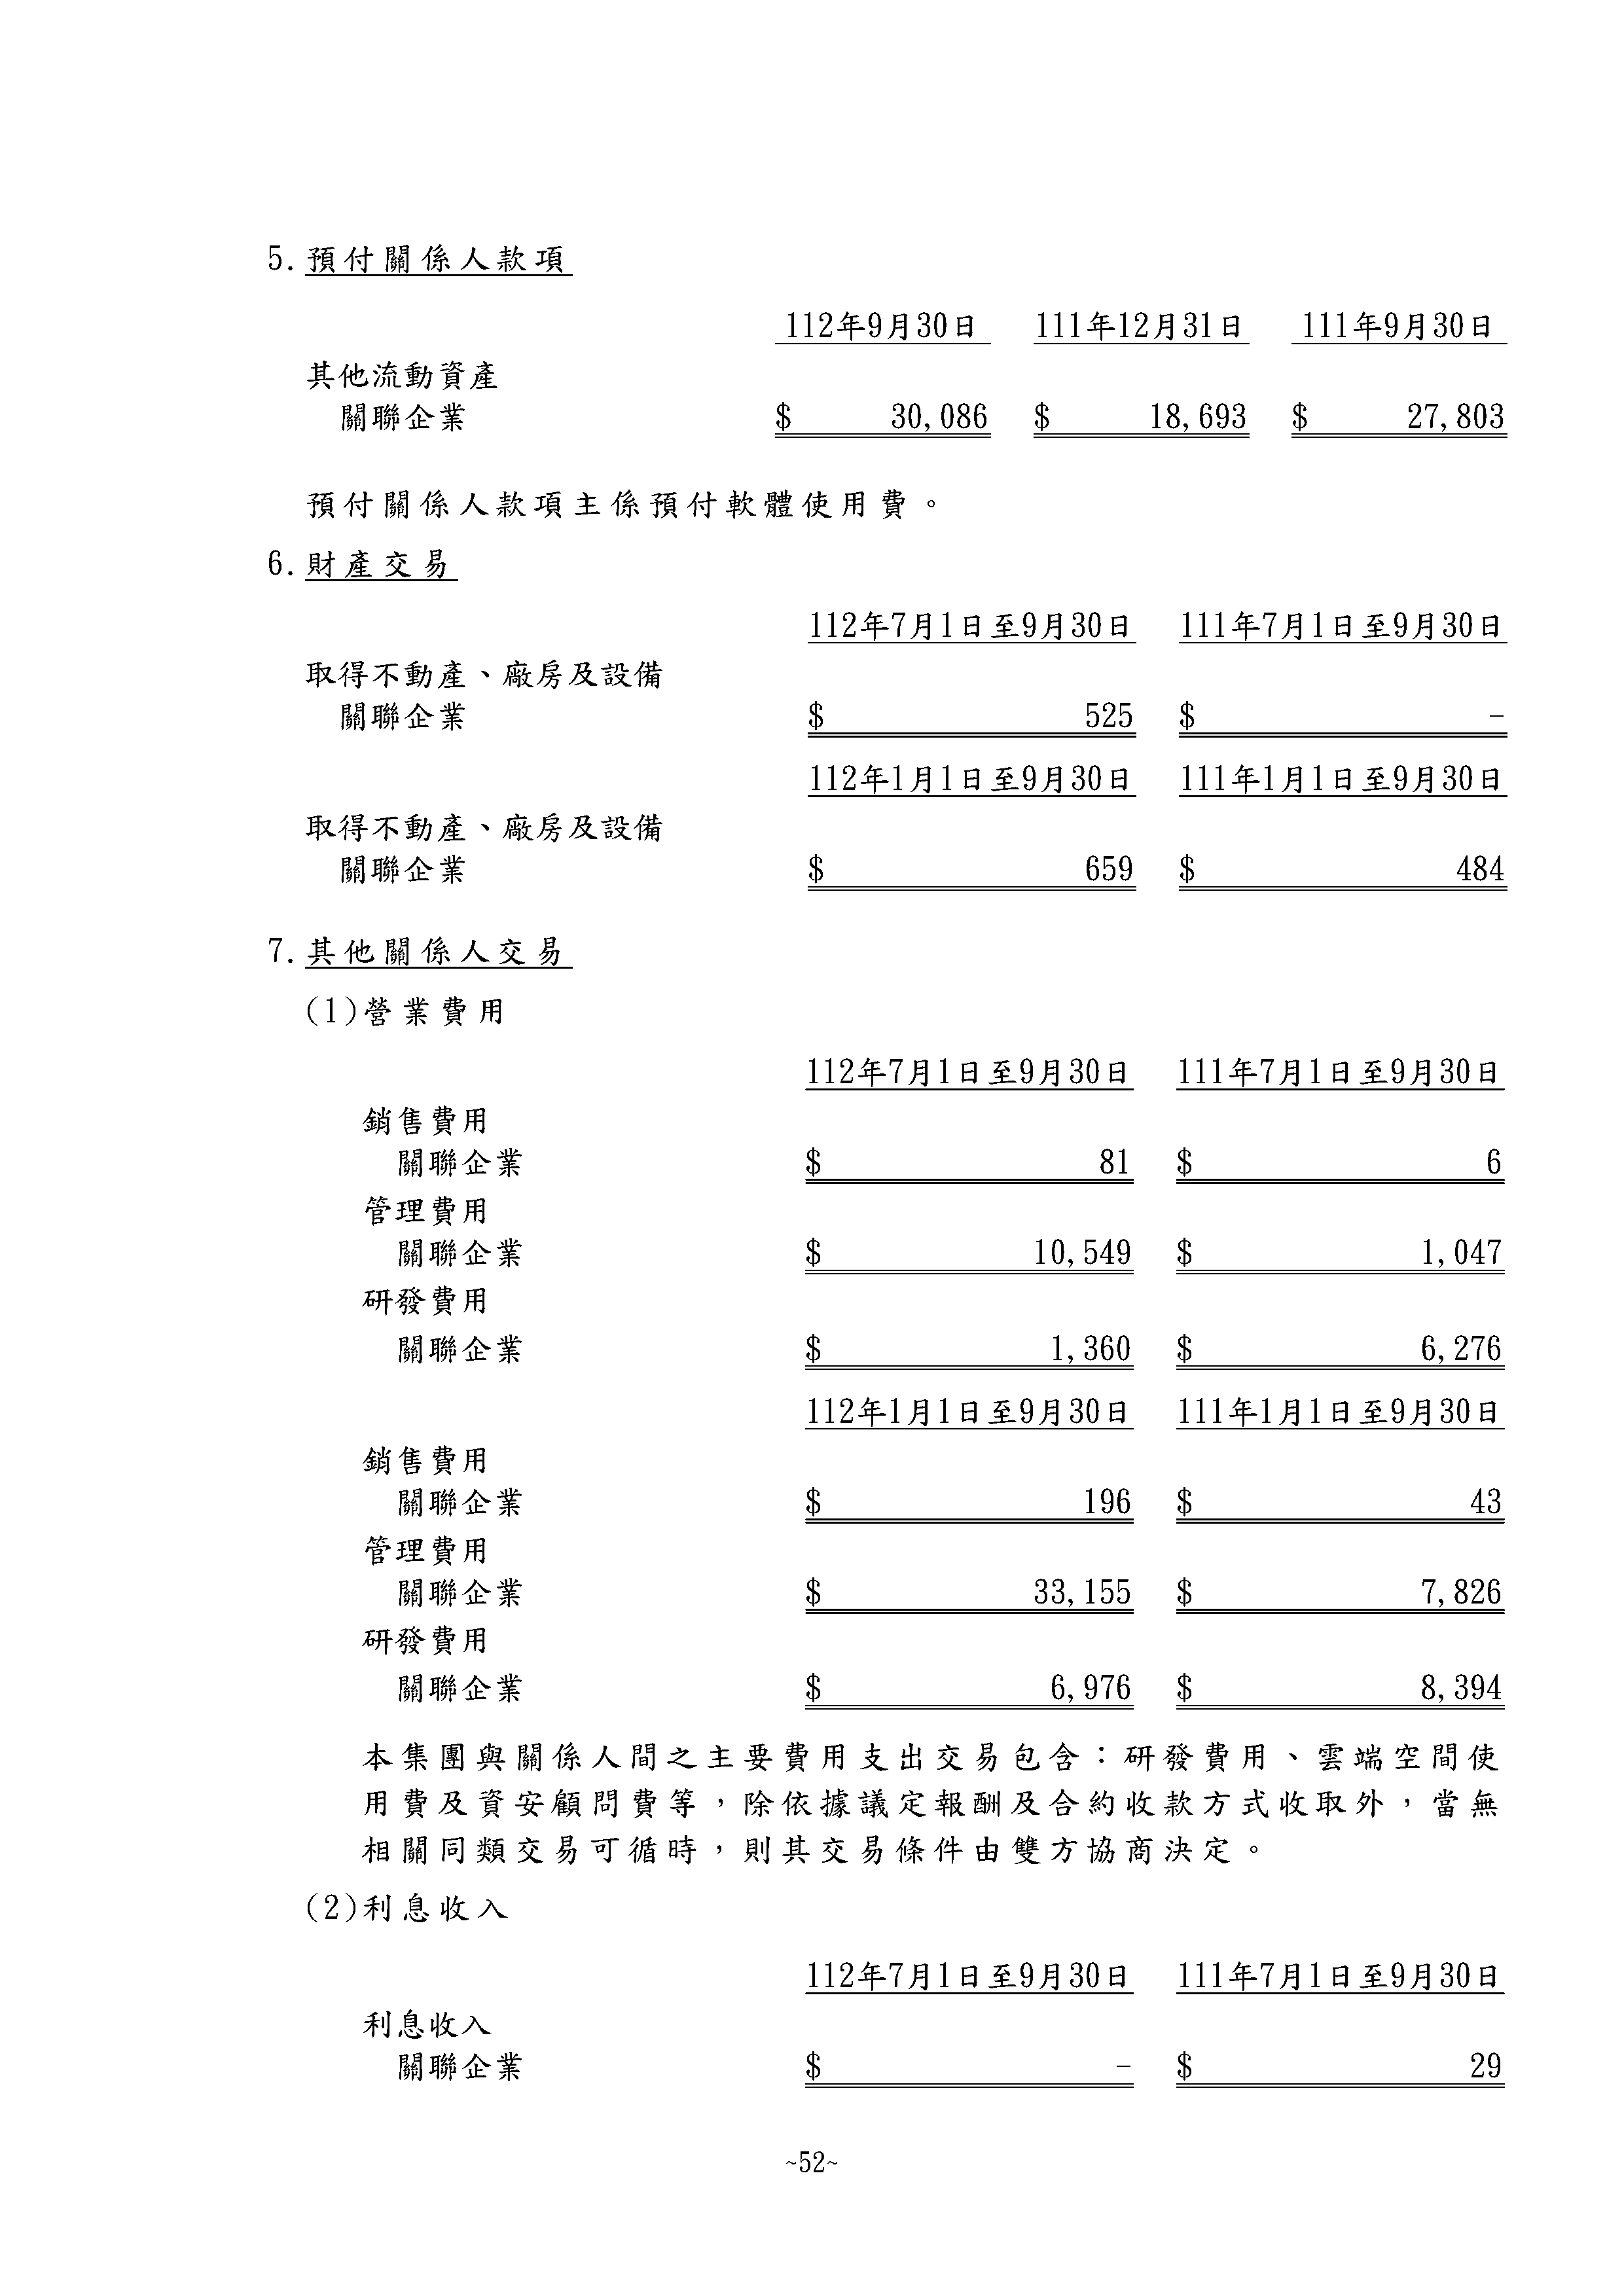 5.預付關係人款項
112年9月30日 111年12月31日 111年9月30日
其他流動資產
關聯企業 $ 30,086 $ 18,693 $ 27,803
預付關係人款項主係預付軟體使用費。
6.財產交易
112年7月1日至9月30日 111年7月1日至9月30日
取得不動產、廠房及設備
關聯企業 $ 525 $ -
112年1月1日至9月30日 111年1月1日至9月30日
取得不動產、廠房及設備
關聯企業 $ 659 $ 484
7.其他關係人交易
(1)營業費用
112年7月1日至9月30日 111年7月1日至9月30日
銷售費用
關聯企業 $ 81 $ 6
管理費用
關聯企業 $ 10,549 $ 1,047
研發費用
關聯企業 $ 1,360 $ 6,276
112年1月1日至9月30日 111年1月1日至9月30日
銷售費用
關聯企業 $ 196 $ 43
管理費用
關聯企業 $ 33,155 $ 7,826
研發費用
關聯企業 $ 6,976 $ 8,394
本集團與關係人間之主要費用支出交易包含：研發費用、雲端空間使
用費及資安顧問費等，除依據議定報酬及合約收款方式收取外，當無
相關同類交易可循時，則其交易條件由雙方協商決定。
(2)利息收入
112年7月1日至9月30日 111年7月1日至9月30日
利息收入
關聯企業 $ - $ 29
~52~